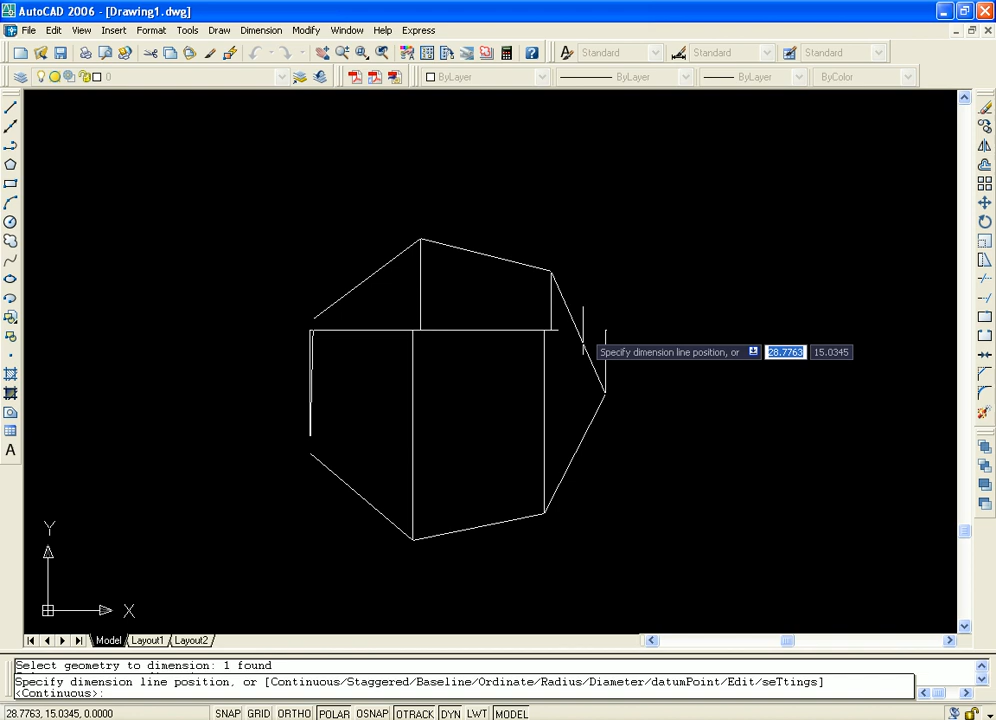 AutoCAD 2006 - [Drawing1.dwg]
File Edit View Insert Format Tools Draw Dimension Modify Window Help Express
Standard Standard Standard
0 ByLayer ByLayer ByLayer ByColor
A
Specify dimension line position, or 28.7763 15.0345
Y
X
Model Layout1 Layout2
Select geometry to dimension: 1 found
Specify dimension line position, or [Continuous/Staggered/Baseline/Ordinate/Radius/Diameter/datumPoint/Edit/seTtings]
<Continuous>:
28.7763, 15.0345, 0.0000 SNAP GRID ORTHO POLAR OSNAP OTRACK DYN LWT MODEL